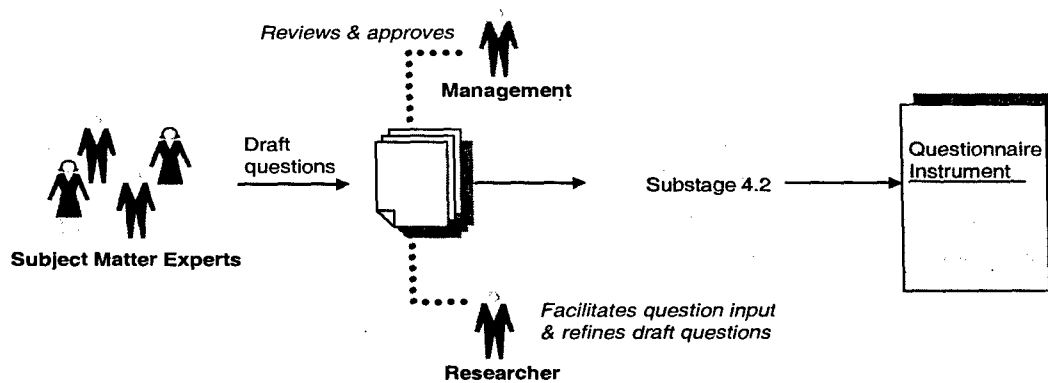 Reviews & approves
Management
Draft
questions
Subject Matter Experts
Substage 4.2
Questionnaire
Instrument
Facilitates question input
& refines draft questions
Researcher